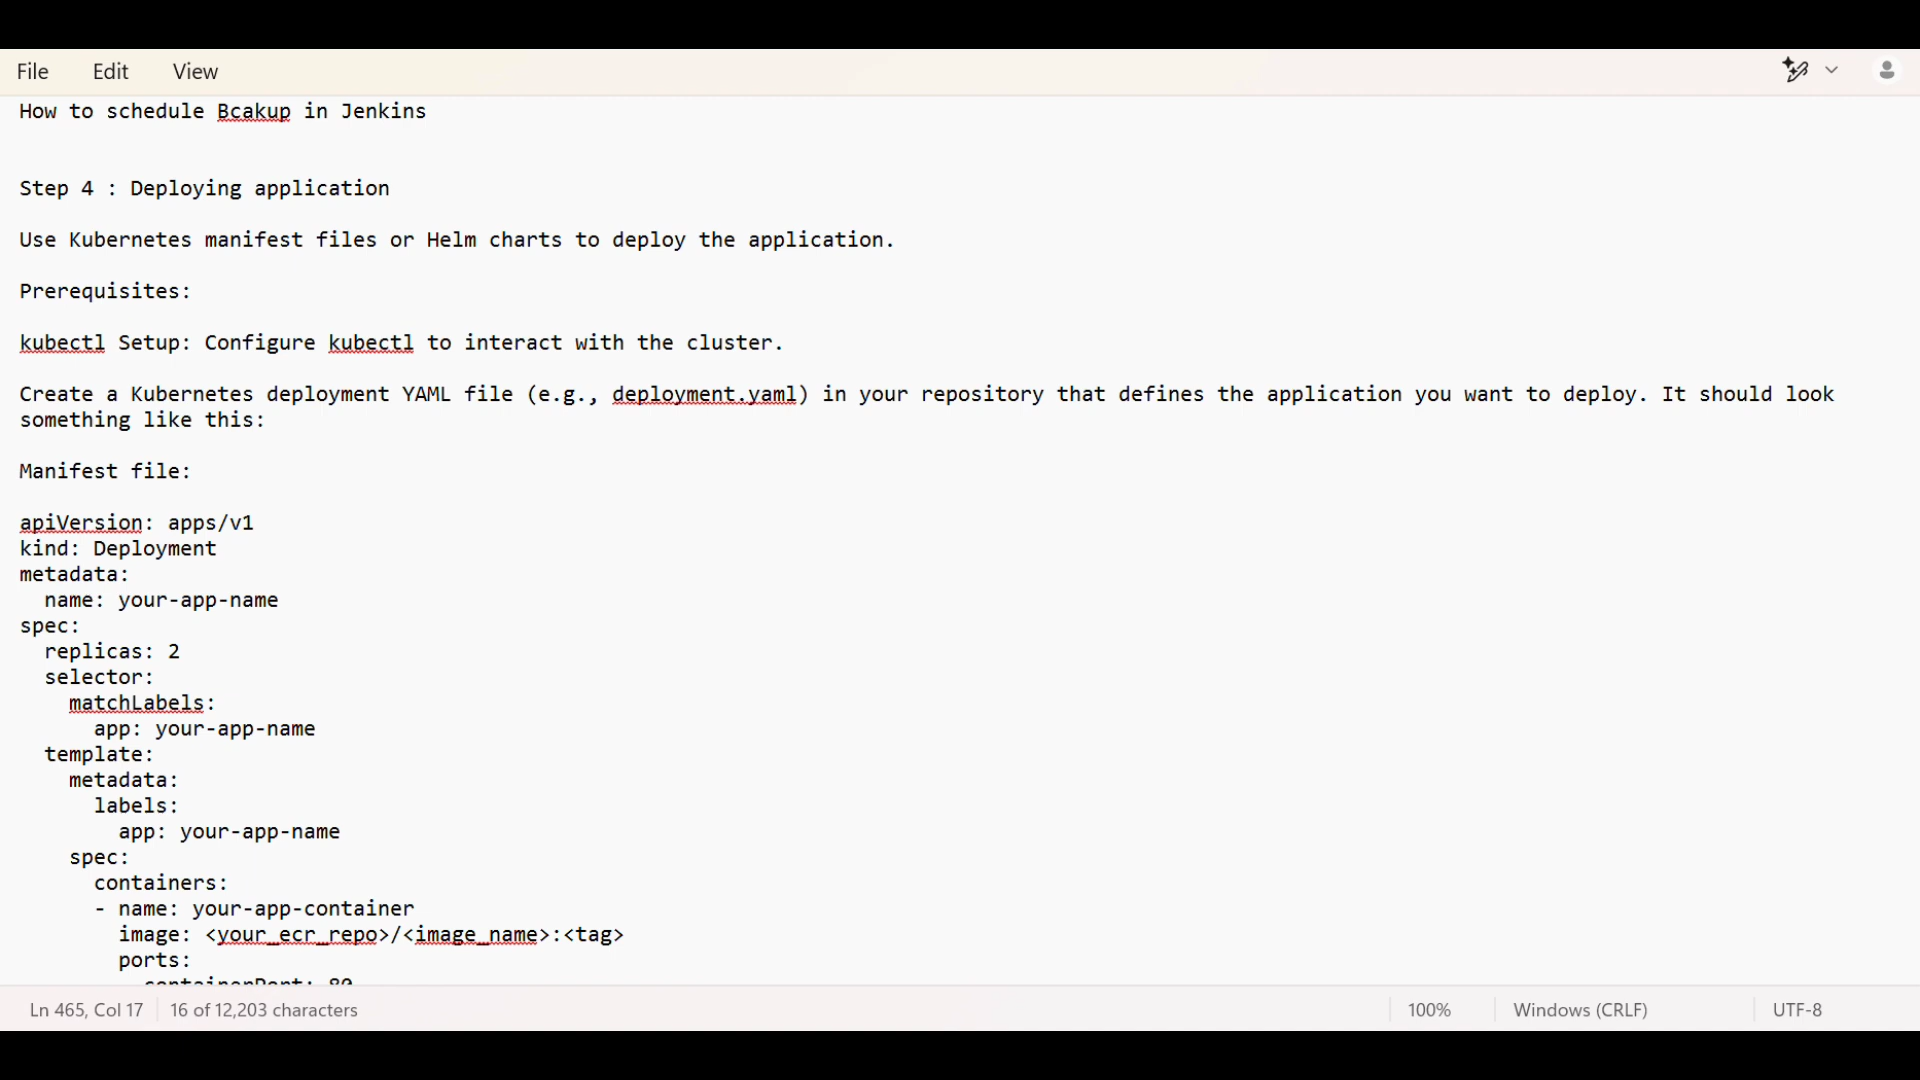 File Edit View
How to schedule Bcakup in Jenkins
Step 4 : Deploying application
Use Kubernetes manifest files or Helm charts to deploy the application.
Prerequisites:
kubectl Setup: Configure kubectl to interact with the cluster.
Create a Kubernetes deployment YAML file (e.g., deployment.yaml) in your repository that defines the application you want to deploy. It should look
something like this:
Manifest file:
apiVersion: apps/v1
kind: Deployment
metadata:
  name: your-app-name
spec:
  replicas: 2
  selector:
    matchLabels:
      app: your-app-name
  template:
    metadata:
      labels:
        app: your-app-name
    spec:
      containers:
      - name: your-app-container
        image: <your_ecr_repo>/<image_name>:<tag>
        ports:
          containerPort: 80
Ln 465, Col 17 16 of 12,203 characters 100% Windows (CRLF) UTF-8